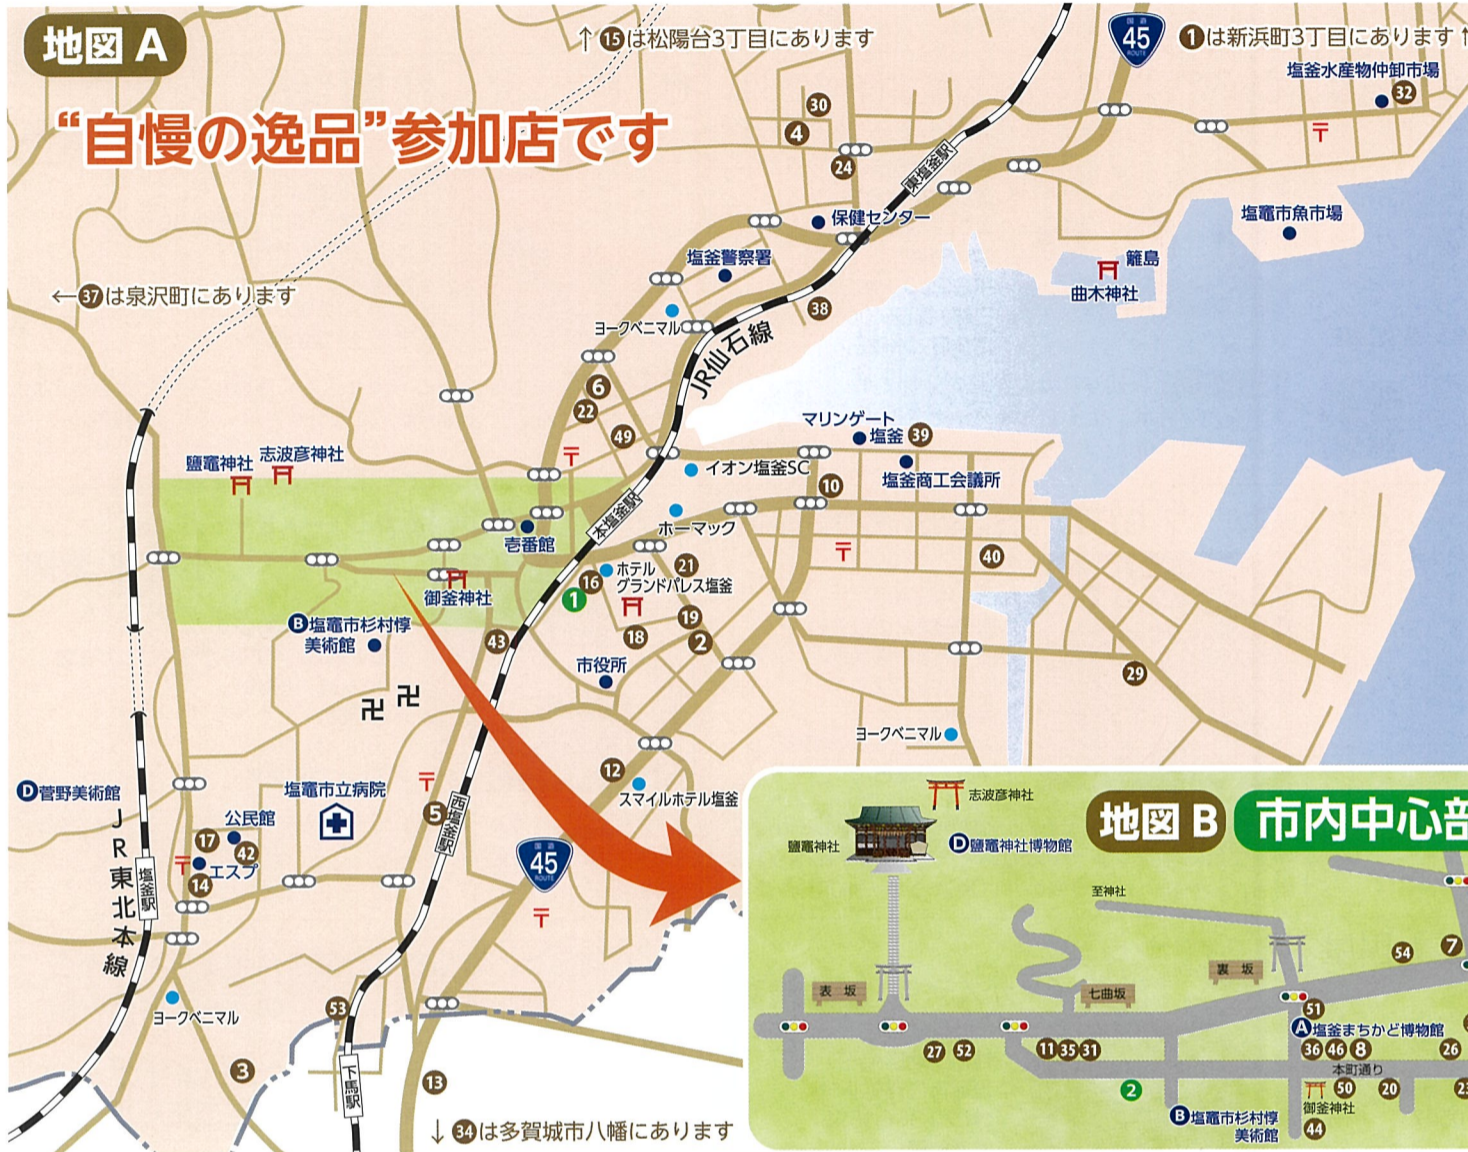 地図 A
↑ 15は松陽台3丁目にあります
国道
45
ROUTE
1は新浜町3丁目にあります ↑
塩釜水産物仲卸市場
32
“自慢の逸品”参加店です
30
4
24
東塩釜駅
保健センター
塩竈市魚市場
塩釜警察署
籬島
曲木神社
←37は泉沢町にあります
38
ヨークベニマル
JR仙石線
6
22
49
マリンゲート
塩釜 39
鹽竈神社
志波彦神社
イオン塩釜SC
塩釜商工会議所
10
本塩釜駅
ホーマック
壱番館
40
21
ホテル
グランドパレス塩釜
16
1
御釜神社
B塩竈市杉村惇
美術館
43
18
19
2
市役所
29
ヨークベニマル
12
スマイルホテル塩釜
D菅野美術館
塩竈市立病院
公民館
17
42
エスプ
14
5
西塩釜駅
国道
45
ROUTE
JR東北本線
塩釜駅
ヨークベニマル
53
3
下馬駅
13
↓ 34は多賀城市八幡にあります
志波彦神社
地図 B
市内中心部
鹽竈神社
D鹽竈神社博物館
至神社
54
7
裏坂
表坂
七曲坂
51
A塩釜まちかど博物館
27
52
11
35
31
36
46
8
26
本町通り
2
50
20
23
御釜神社
B塩竈市杉村惇
美術館
44